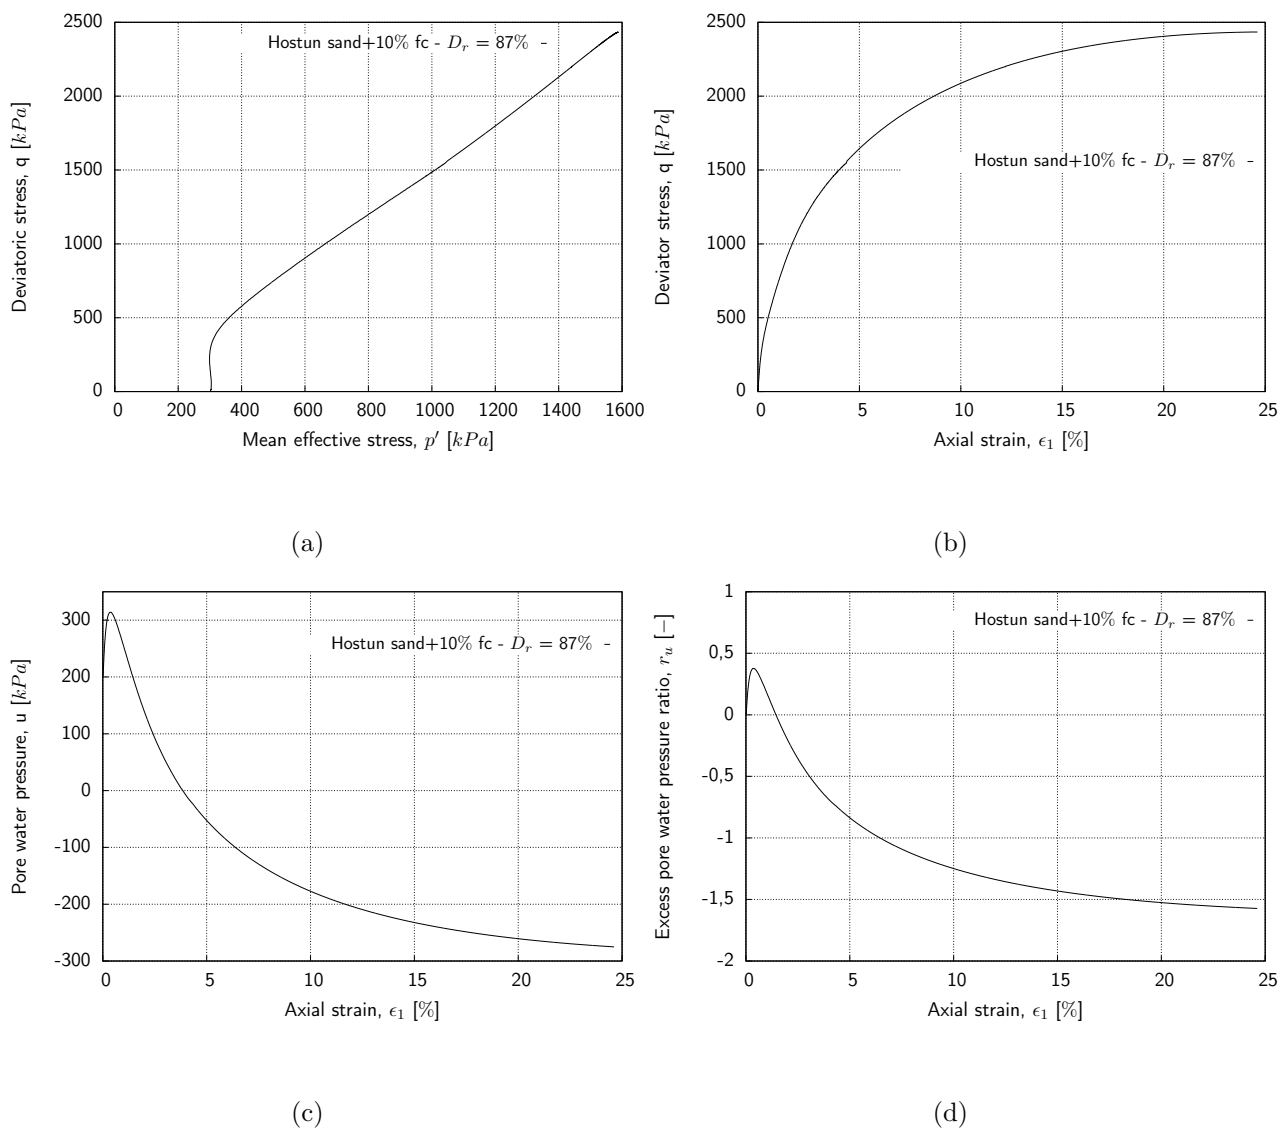 2500
2000
1500
1000
500
0
0 200 400 600 800 1000 1200 1400 1600
Deviatoric stress, q [kPa]
Mean effective stress, p′ [kPa]
Hostun sand+10% fc - D_r = 87%
(a)
2500
2000
1500
1000
500
0
0 5 10 15 20 25
Deviator stress, q [kPa]
Axial strain, ϵ₁ [%]
Hostun sand+10% fc - D_r = 87%
(b)
300
200
100
0
-100
-200
-300
0 5 10 15 20 25
Pore water pressure, u [kPa]
Axial strain, ϵ₁ [%]
Hostun sand+10% fc - D_r = 87%
(c)
1
0,5
0
-0,5
-1
-1,5
-2
0 5 10 15 20 25
Excess pore water pressure ratio, r_u [−]
Axial strain, ϵ₁ [%]
Hostun sand+10% fc - D_r = 87%
(d)